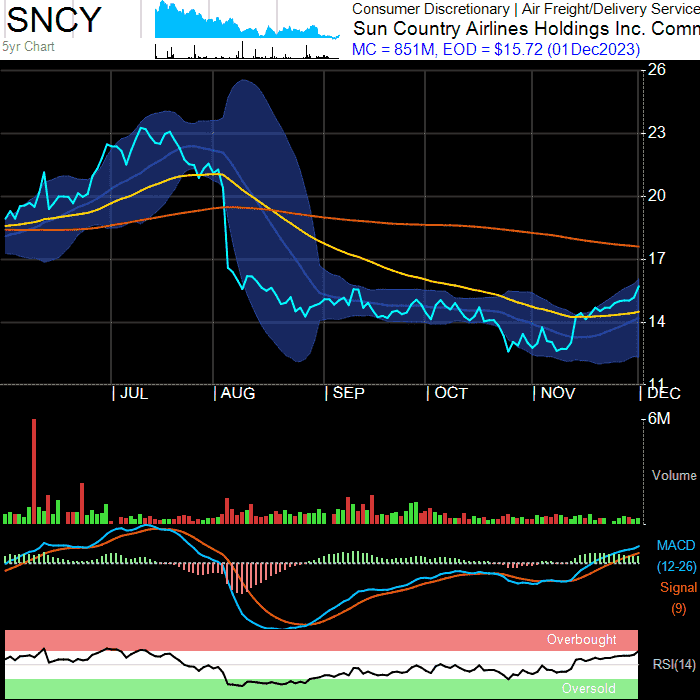 SNCY
5yr Chart
Consumer Discretionary | Air Freight/Delivery Service
Sun Country Airlines Holdings Inc. Comm
MC = 851M, EOD = $15.72 (01Dec2023)
26
23
20
17
14
11
JUL AUG SEP OCT NOV DEC
6M
Volume
MACD
(12-26)
Signal
(9)
Overbought
RSI(14)
Oversold